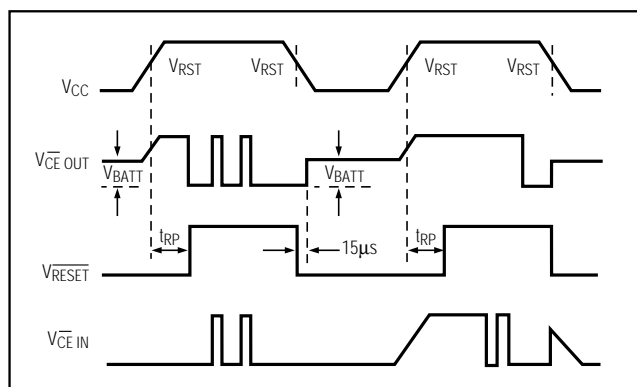 VRST VRST VRST VRST
VCC
VCE OUT
VBATT VBATT
tRP 15µs tRP
VRESET
VCE IN